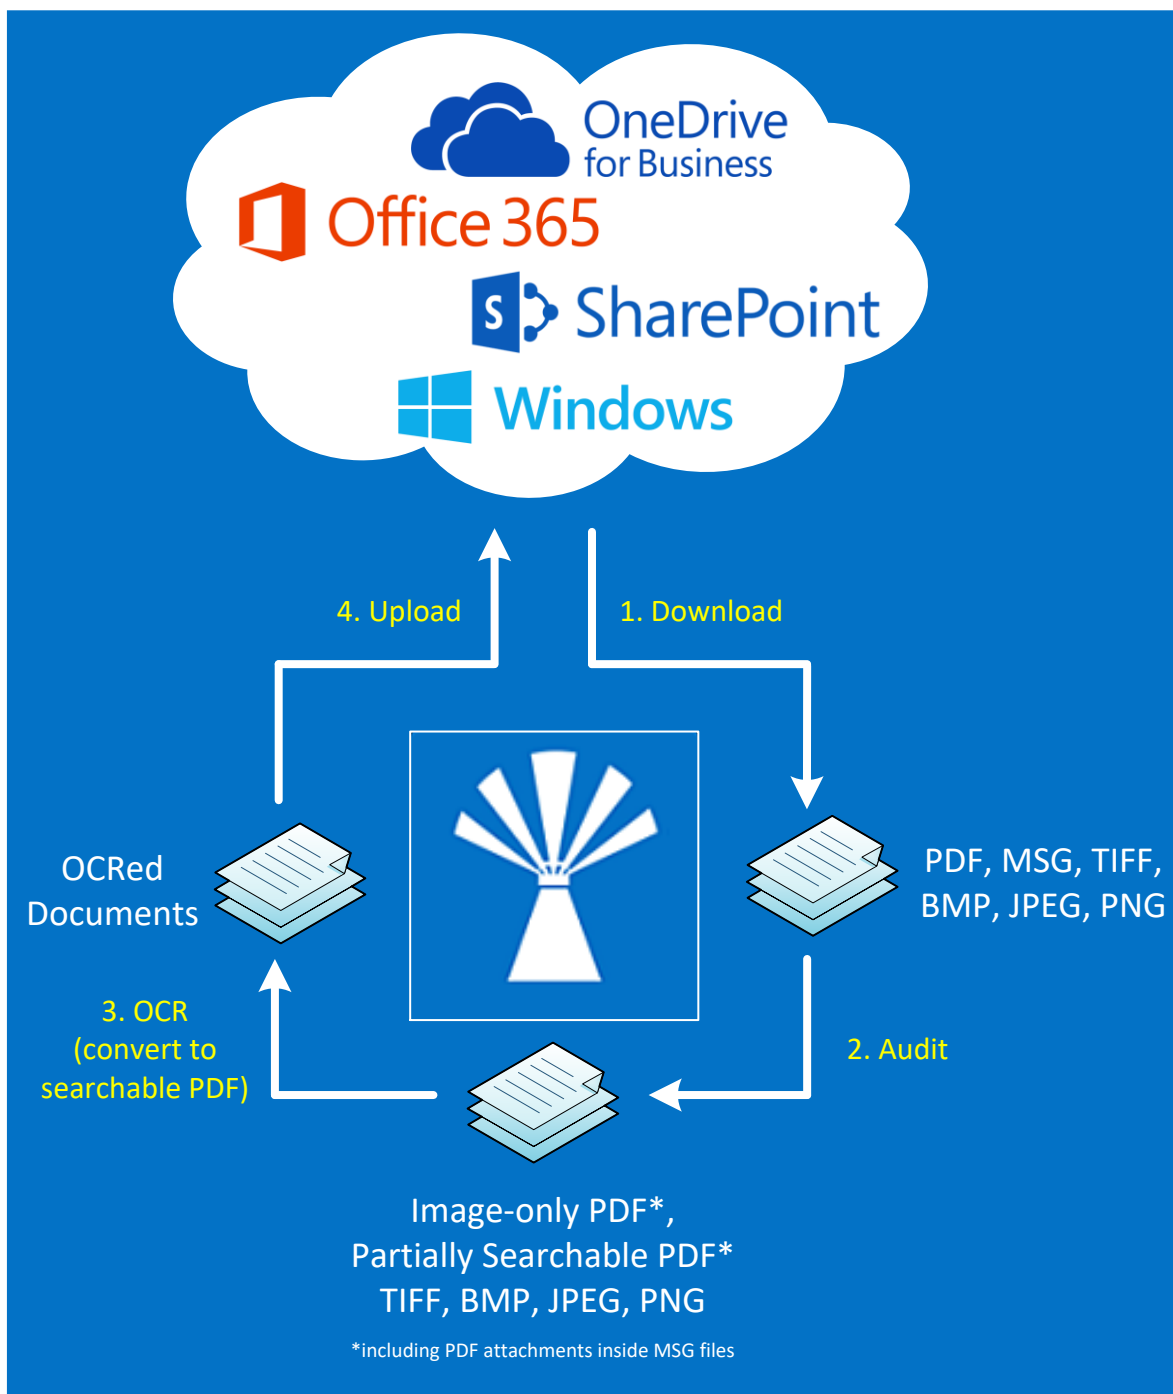 OneDrive
for Business
Office 365
S
SharePoint
Windows
4. Upload
1. Download
OCRed
Documents
PDF, MSG, TIFF,
BMP, JPEG, PNG
3. OCR
(convert to
searchable PDF)
2. Audit
Image-only PDF*,
Partially Searchable PDF*
TIFF, BMP, JPEG, PNG
*including PDF attachments inside MSG files